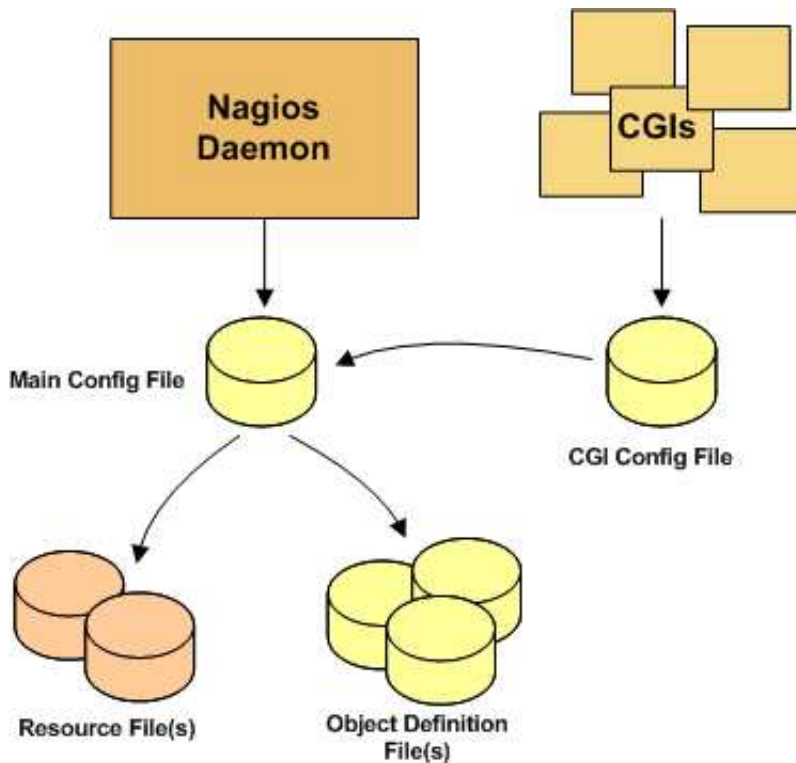 Nagios
Daemon
CGIs
Main Config File
CGI Config File
Resource File(s)
Object Definition
File(s)